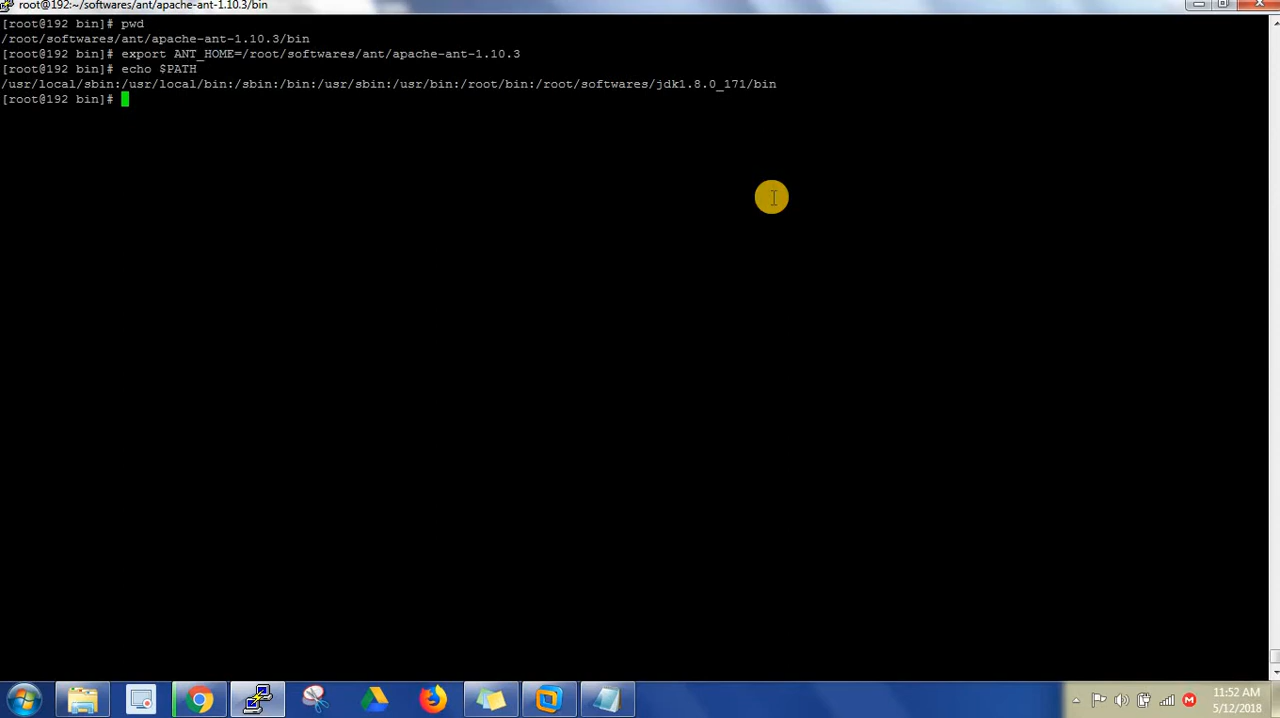 root@192:~/softwares/ant/apache-ant-1.10.3/bin
[root@192 bin]# pwd
/root/softwares/ant/apache-ant-1.10.3/bin
[root@192 bin]# export ANT_HOME=/root/softwares/ant/apache-ant-1.10.3
[root@192 bin]# echo $PATH
/usr/local/sbin:/usr/local/bin:/sbin:/bin:/usr/sbin:/usr/bin:/root/bin:/root/softwares/jdk1.8.0_171/bin
[root@192 bin]#
11:52 AM
5/12/2018